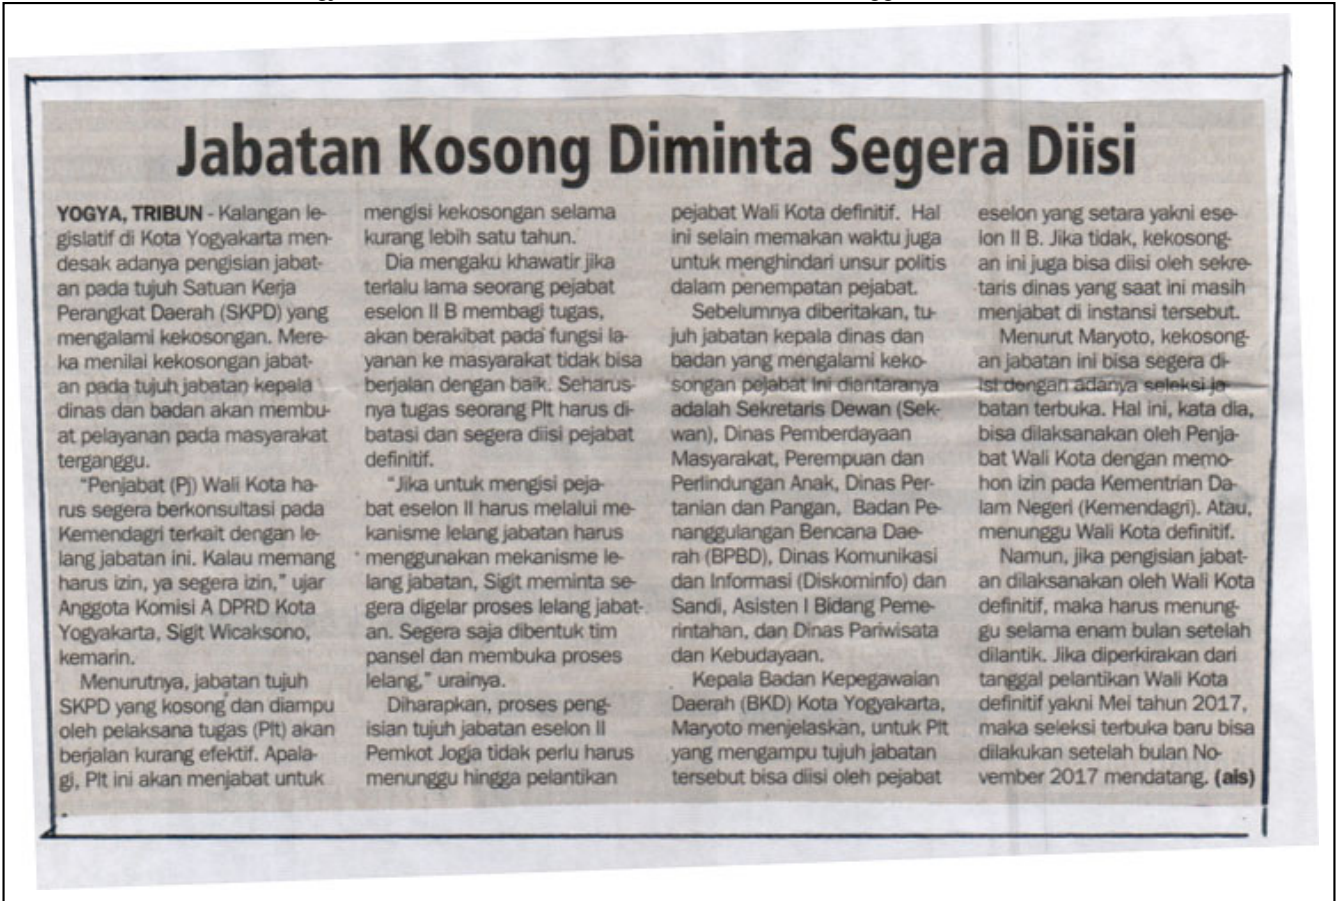 Jabatan Kosong Diminta Segera Diisi
YOGYA, TRIBUN - Kalangan le-
gislatif di Kota Yogyakarta men-
desak adanya pengisian jabat-
an pada tujuh Satuan Kerja
Perangkat Daerah (SKPD) yang
mengalami kekosongan. Mere-
ka menilai kekosongan jabat-
an pada tujuh jabatan kepala
dinas dan badan akan membu-
at pelayanan pada masyarakat
terganggu.
"Penjabat (Pj) Wali Kota ha-
rus segera berkonsultasi pada
Kemendagri terkait dengan le-
lang jabatan ini. Kalau memang
harus izin, ya segera izin," ujar
Anggota Komisi A DPRD Kota
Yogyakarta, Sigit Wicaksono,
kemarin.
Menurutnya, jabatan tujuh
SKPD yang kosong dan diampu
oleh pelaksana tugas (Plt) akan
berjalan kurang efektif. Apala-
gi, Plt ini akan menjabat untuk
mengisi kekosongan selama
kurang lebih satu tahun.
Dia mengaku khawatir jika
terlalu lama seorang pejabat
eselon II B membagi tugas,
akan berakibat pada fungsi la-
yanan ke masyarakat tidak bisa
berjalan dengan baik. Seharus-
nya tugas seorang Plt harus di-
batasi dan segera diisi pejabat
definitif.
"Jika untuk mengisi peja-
bat eselon II harus melalui me-
kanisme lelang jabatan harus
menggunakan mekanisme le-
lang jabatan, Sigit meminta se-
gera digelar proses lelang jabat-
an. Segera saja dibentuk tim
pansel dan membuka proses
lelang," urainya.
Diharapkan, proses peng-
isian tujuh jabatan eselon II
Pemkot Jogja tidak perlu harus
menunggu hingga pelantikan
pejabat Wali Kota definitif. Hal
ini selain memakan waktu juga
untuk menghindari unsur politis
dalam penempatan pejabat.
Sebelumnya diberitakan, tu-
juh jabatan kepala dinas dan
badan yang mengalami keko-
songan pejabat ini diantaranya
adalah Sekretaris Dewan (Sek-
wan), Dinas Pemberdayaan
Masyarakat, Perempuan dan
Perlindungan Anak, Dinas Per-
tanian dan Pangan, Badan Pe-
nanggulangan Bencana Dae-
rah (BPBD), Dinas Komunikasi
dan Informasi (Diskominfo) dan
Sandi, Asisten I Bidang Peme-
rintahan, dan Dinas Pariwisata
dan Kebudayaan.
Kepala Badan Kepegawaian
Daerah (BKD) Kota Yogyakarta,
Maryoto menjelaskan, untuk Plt
yang mengampu tujuh jabatan
tersebut bisa diisi oleh pejabat
eselon yang setara yakni ese-
lon II B. Jika tidak, kekosong-
an ini juga bisa diisi oleh sekre-
taris dinas yang saat ini masih
menjabat di instansi tersebut.
Menurut Maryoto, kekosong-
an jabatan ini bisa segera di-
isi dengan adanya seleksi ja-
batan terbuka. Hal ini, kata dia,
bisa dilaksanakan oleh Penja-
bat Wali Kota dengan memo-
hon izin pada Kementrian Da-
lam Negeri (Kemendagri). Atau,
menunggu Wali Kota definitif.
Namun, jika pengisian jabat-
an dilaksanakan oleh Wali Kota
definitif, maka harus menung-
gu selama enam bulan setelah
dilantik. Jika diperkirakan dari
tanggal pelantikan Wali Kota
definitif yakni Mei tahun 2017,
maka seleksi terbuka baru bisa
dilakukan setelah bulan No-
vember 2017 mendatang. (ais)